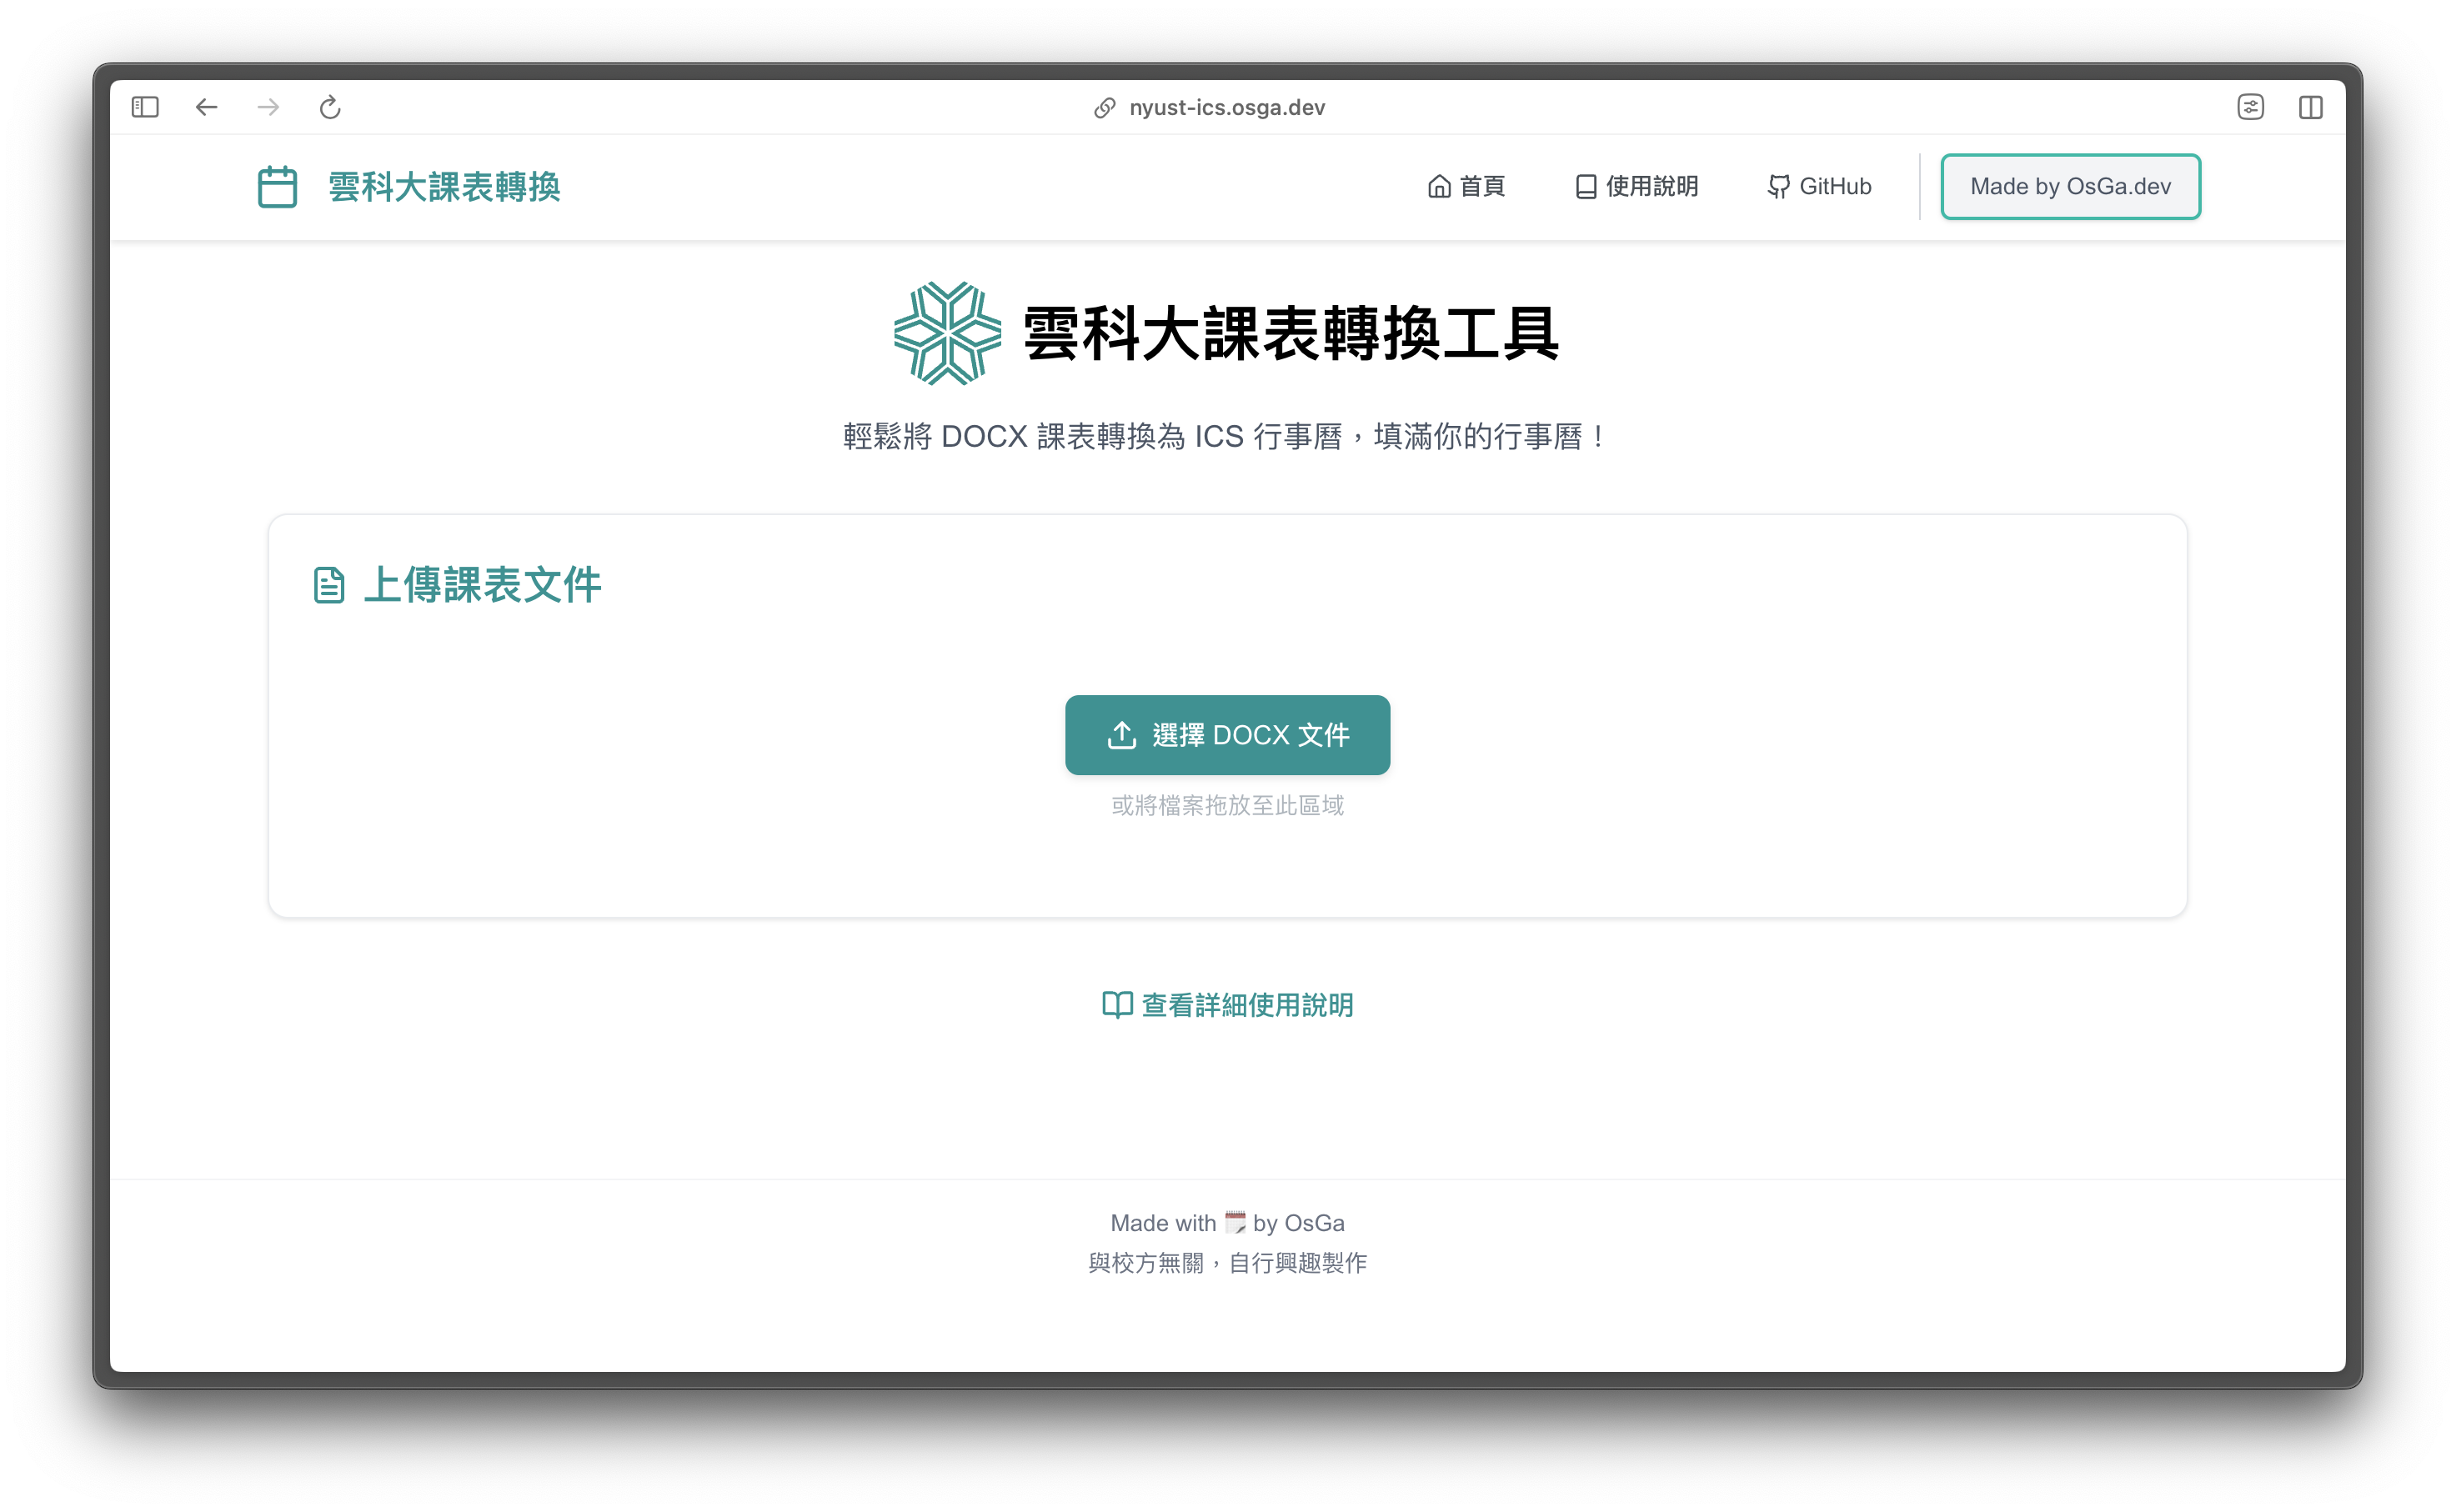 nyust-ics.osga.dev
雲科大課表轉換
首頁
使用說明
GitHub
Made by OsGa.dev
雲科大課表轉換工具
輕鬆將 DOCX 課表轉換為 ICS 行事曆，填滿你的行事曆！
上傳課表文件
選擇 DOCX 文件
或將檔案拖放至此區域
查看詳細使用說明
Made with 🗓️ by OsGa
與校方無關，自行興趣製作